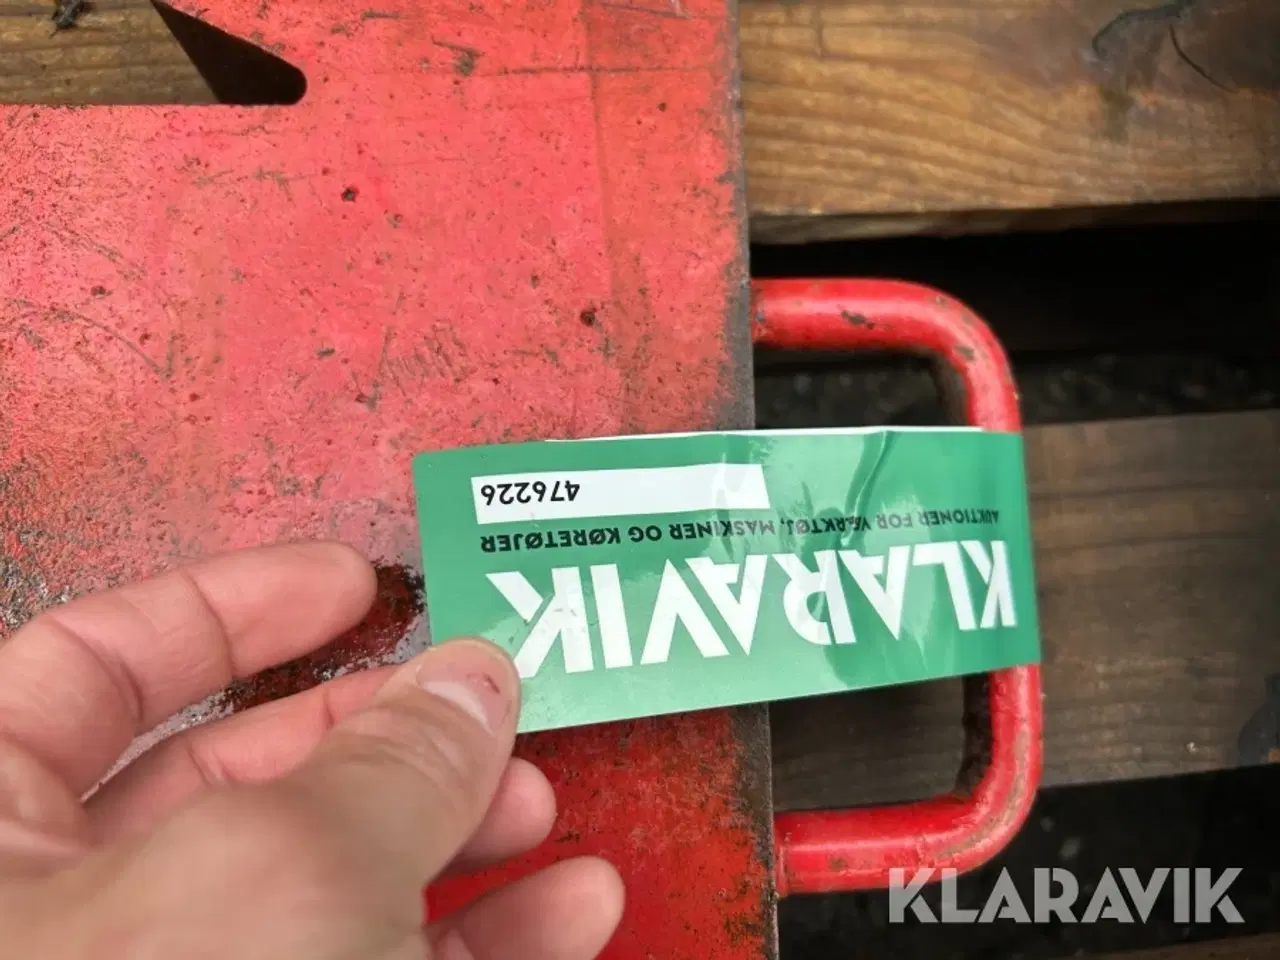 KLARAVIK
AUKTIONER FOR VÆRKTØJ, MASKINER OG KØRETØJER
476226
KLARAVIK